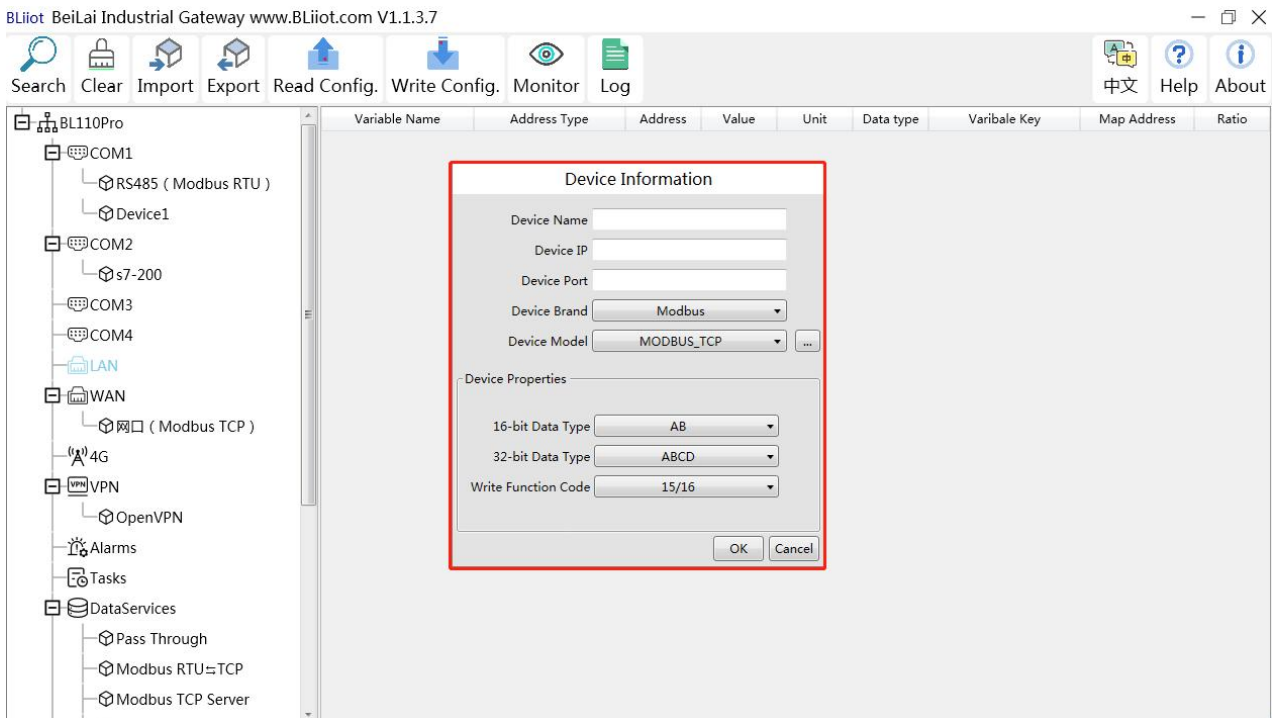 BLiiot BeiLai Industrial Gateway www.BLiiot.com V1.1.3.7
Search Clear Import Export Read Config. Write Config. Monitor Log 中文 Help About
BL110Pro
COM1
RS485 ( Modbus RTU )
Device1
COM2
s7-200
COM3
COM4
LAN
WAN
网口 ( Modbus TCP )
4G
VPN
OpenVPN
Alarms
Tasks
DataServices
Pass Through
Modbus RTU⇆TCP
Modbus TCP Server
Variable Name Address Type Address Value Unit Data type Varibale Key Map Address Ratio
Device Information
Device Name
Device IP
Device Port
Device Brand Modbus
Device Model MODBUS_TCP ...
Device Properties
16-bit Data Type AB
32-bit Data Type ABCD
Write Function Code 15/16
OK Cancel